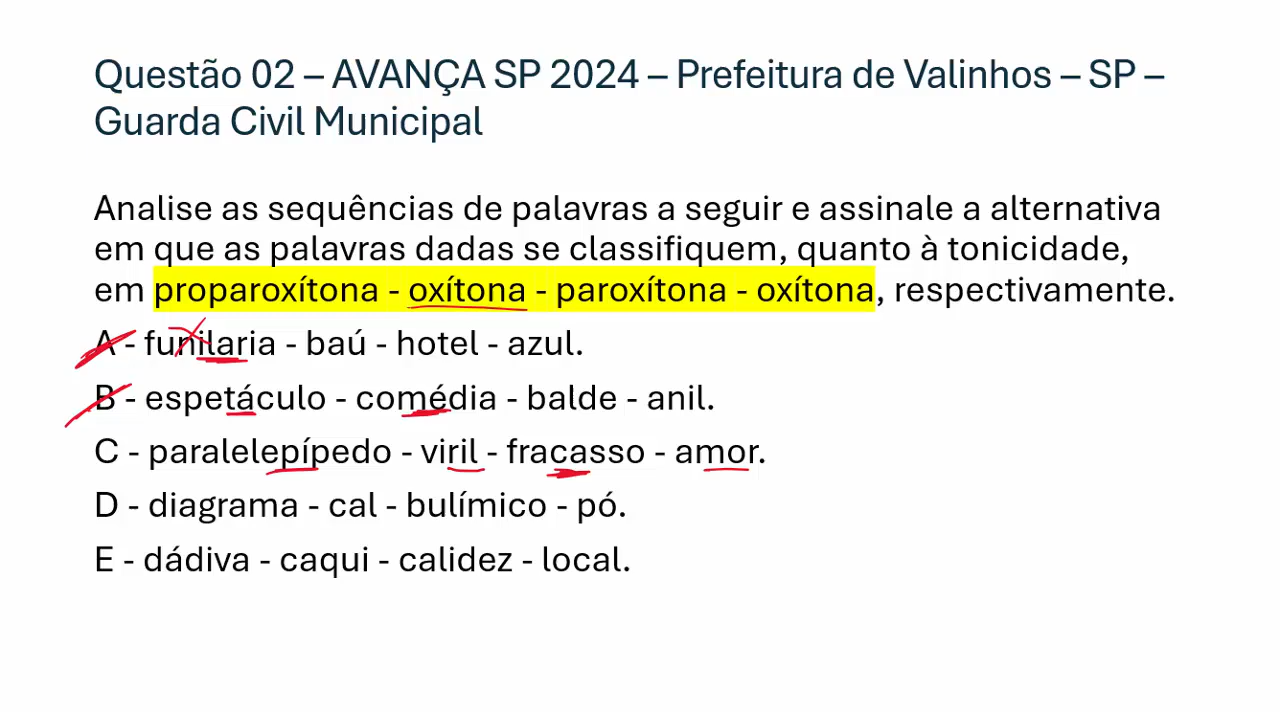 Questão 02 – AVANÇA SP 2024 – Prefeitura de Valinhos – SP –
Guarda Civil Municipal
Analise as sequências de palavras a seguir e assinale a alternativa
em que as palavras dadas se classifiquem, quanto à tonicidade,
em proparoxítona - oxítona - paroxítona - oxítona, respectivamente.
A - funilaria - baú - hotel - azul.
B - espetáculo - comédia - balde - anil.
C - paralelepípedo - viril - fracasso - amor.
D - diagrama - cal - bulímico - pó.
E - dádiva - caqui - calidez - local.